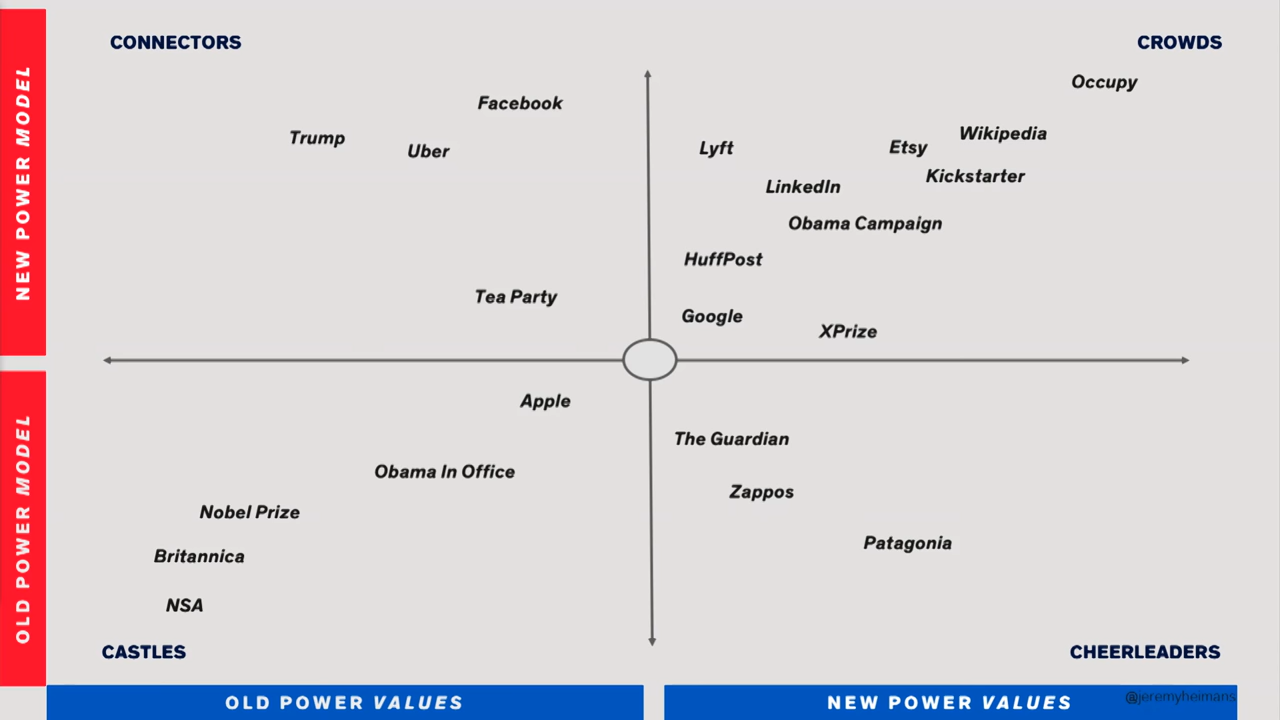 CONNECTORS
CROWDS
Occupy
Facebook
Trump
Uber
Lyft
Etsy
Wikipedia
LinkedIn
Kickstarter
Obama Campaign
HuffPost
Tea Party
Google
XPrize
Apple
The Guardian
Obama In Office
Zappos
Nobel Prize
Patagonia
Britannica
NSA
CASTLES
CHEERLEADERS
NEW POWER MODEL
OLD POWER MODEL
OLD POWER VALUES
NEW POWER VALUES
@jeremyheimans